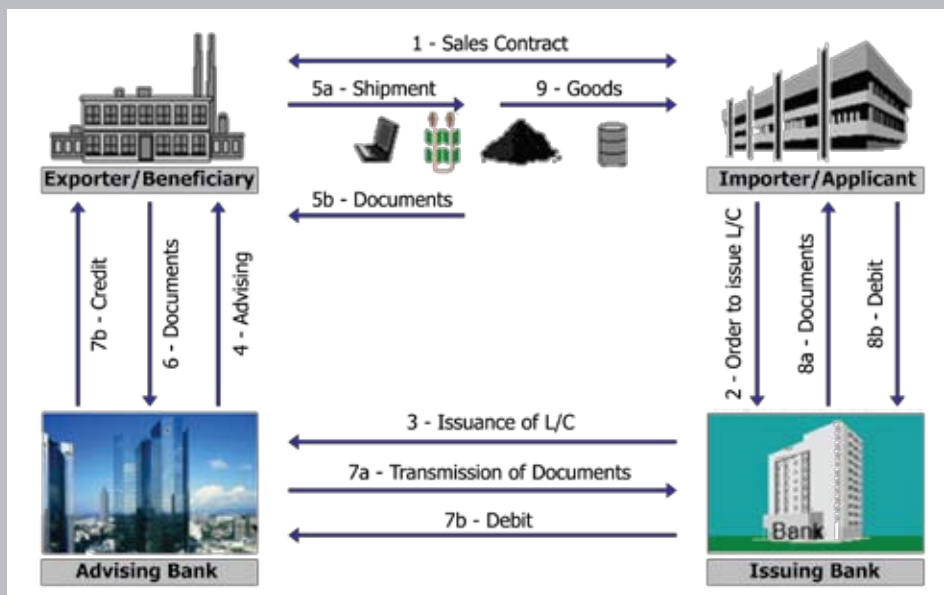 1 - Sales Contract
5a - Shipment
9 - Goods
Exporter/Beneficiary
Importer/Applicant
5b - Documents
7b - Credit
6 - Documents
4 - Advising
2 - Order to issue L/C
8a - Documents
8b - Debit
3 - Issuance of L/C
7a - Transmission of Documents
7b - Debit
Bank
Advising Bank
Issuing Bank